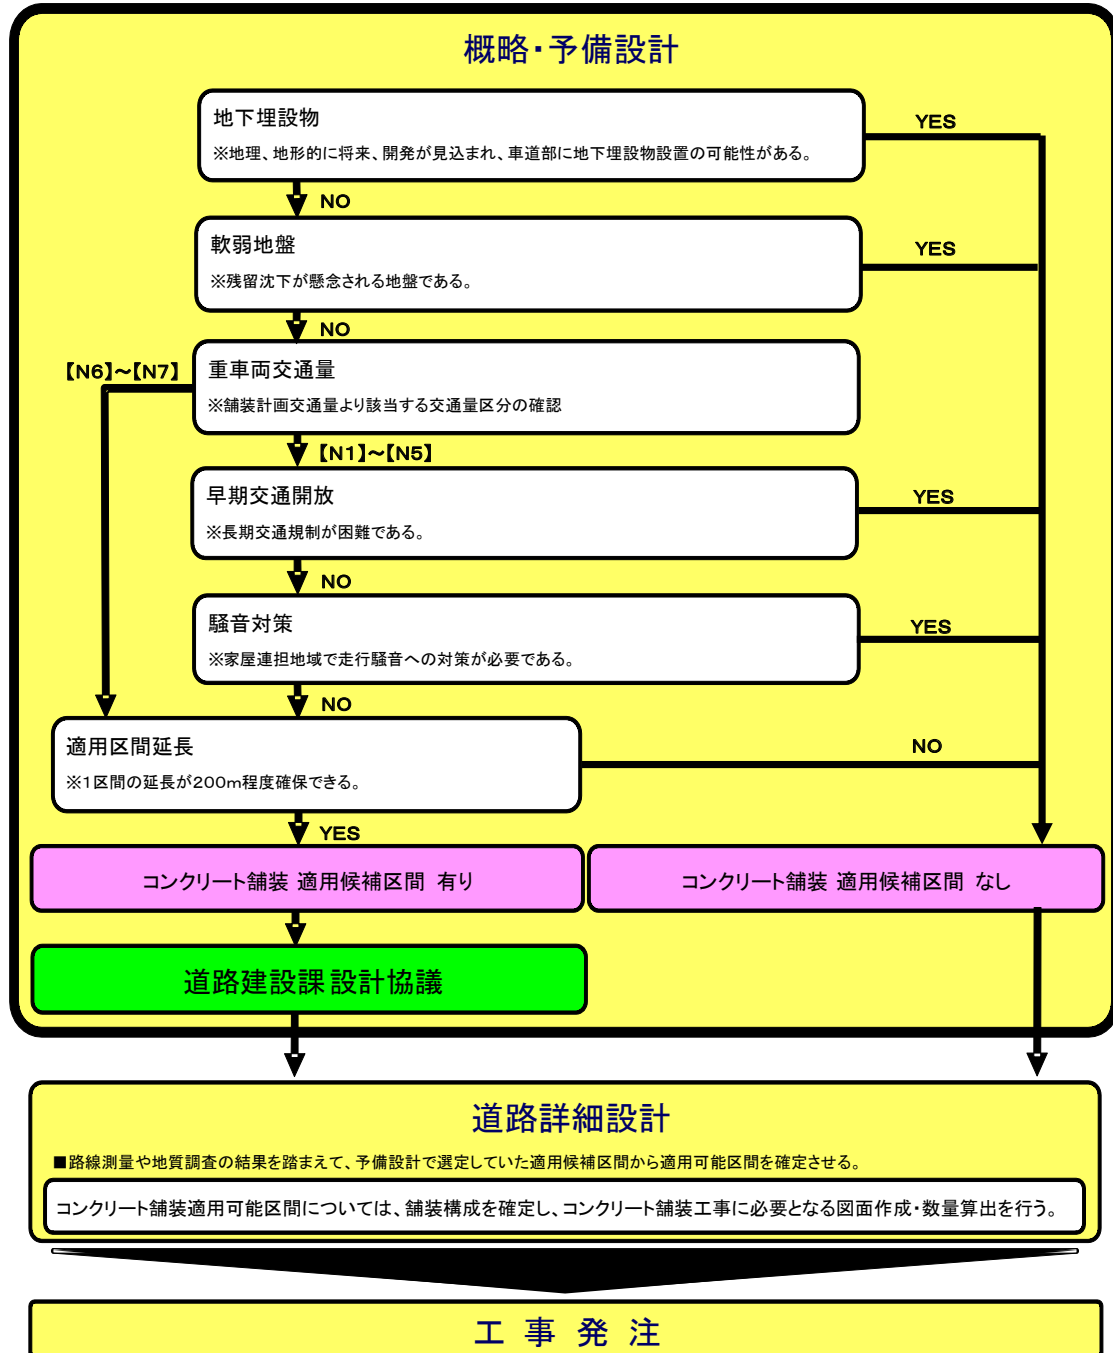 概略・予備設計
地下埋設物
YES
※地理、地形的に将来、開発が見込まれ、車道部に地下埋設物設置の可能性がある。
NO
軟弱地盤
YES
※残留沈下が懸念される地盤である。
NO
【N6】～【N7】
重車両交通量
※舗装計画交通量より該当する交通量区分の確認
【N1】～【N5】
早期交通開放
YES
※長期交通規制が困難である。
NO
騒音対策
YES
※家屋連担地域で走行騒音への対策が必要である。
NO
適用区間延長
NO
※1区間の延長が200m程度確保できる。
YES
コンクリート舗装 適用候補区間 有り
コンクリート舗装 適用候補区間 なし
道路建設課 設計協議
道路詳細設計
■路線測量や地質調査の結果を踏まえて、予備設計で選定していた適用候補区間から適用可能区間を確定させる。
コンクリート舗装適用可能区間については、舗装構成を確定し、コンクリート舗装工事に必要となる図面作成・数量算出を行う。
工 事 発 注